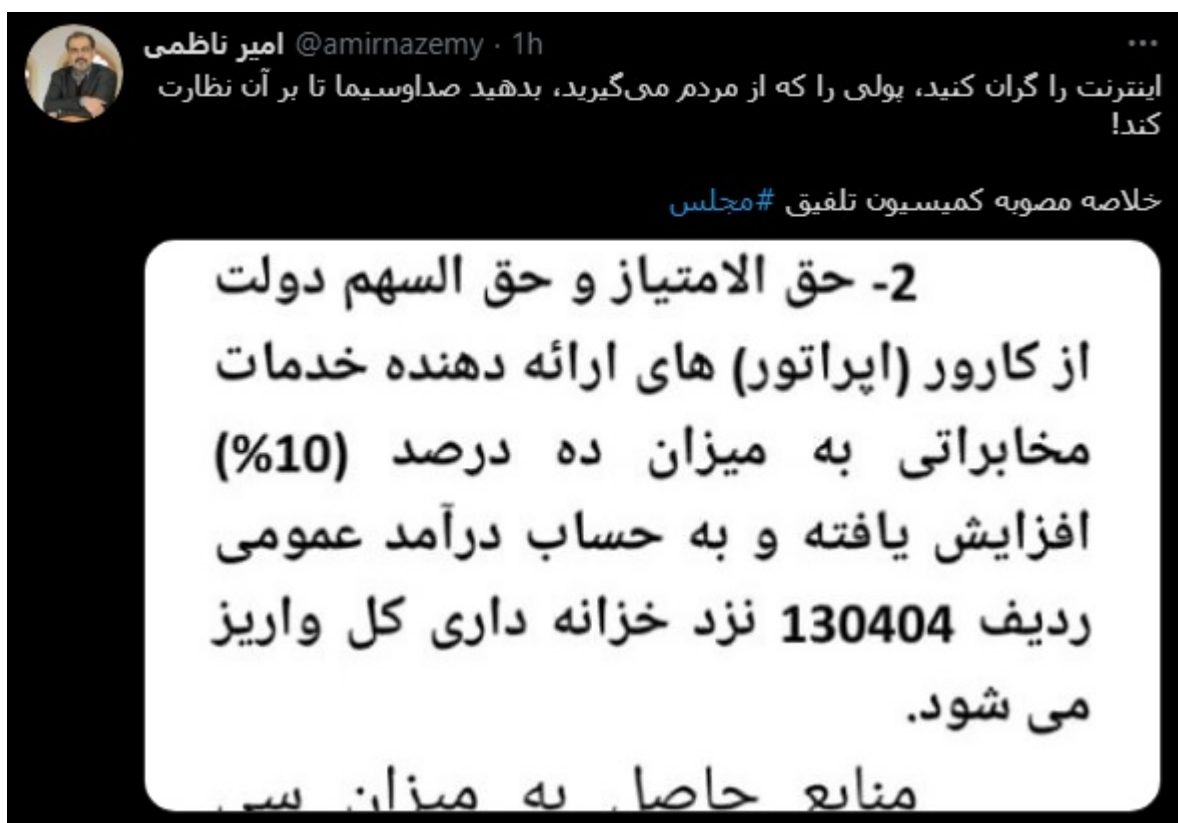 امیر ناظمی @amirnazemy · 1h
اینترنت را گران کنید، پولی را که از مردم می‌گیرید، بدهید صداوسیما تا بر آن نظارت
کند!
خلاصه مصوبه کمیسیون تلفیق #مجلس
2- حق الامتیاز و حق السهم دولت
از کارور (اپراتور) های ارائه دهنده خدمات
مخابراتی به میزان ده درصد (10%)
افزایش یافته و به حساب درآمد عمومی
ردیف 130404 نزد خزانه داری کل واریز
می شود.
منابع حاصل به میزان سی